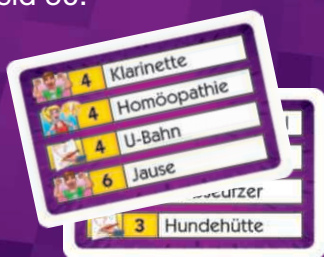 4 Klarinette
4 Homöopathie
4 U-Bahn
6 Jause
3 Hundehütte